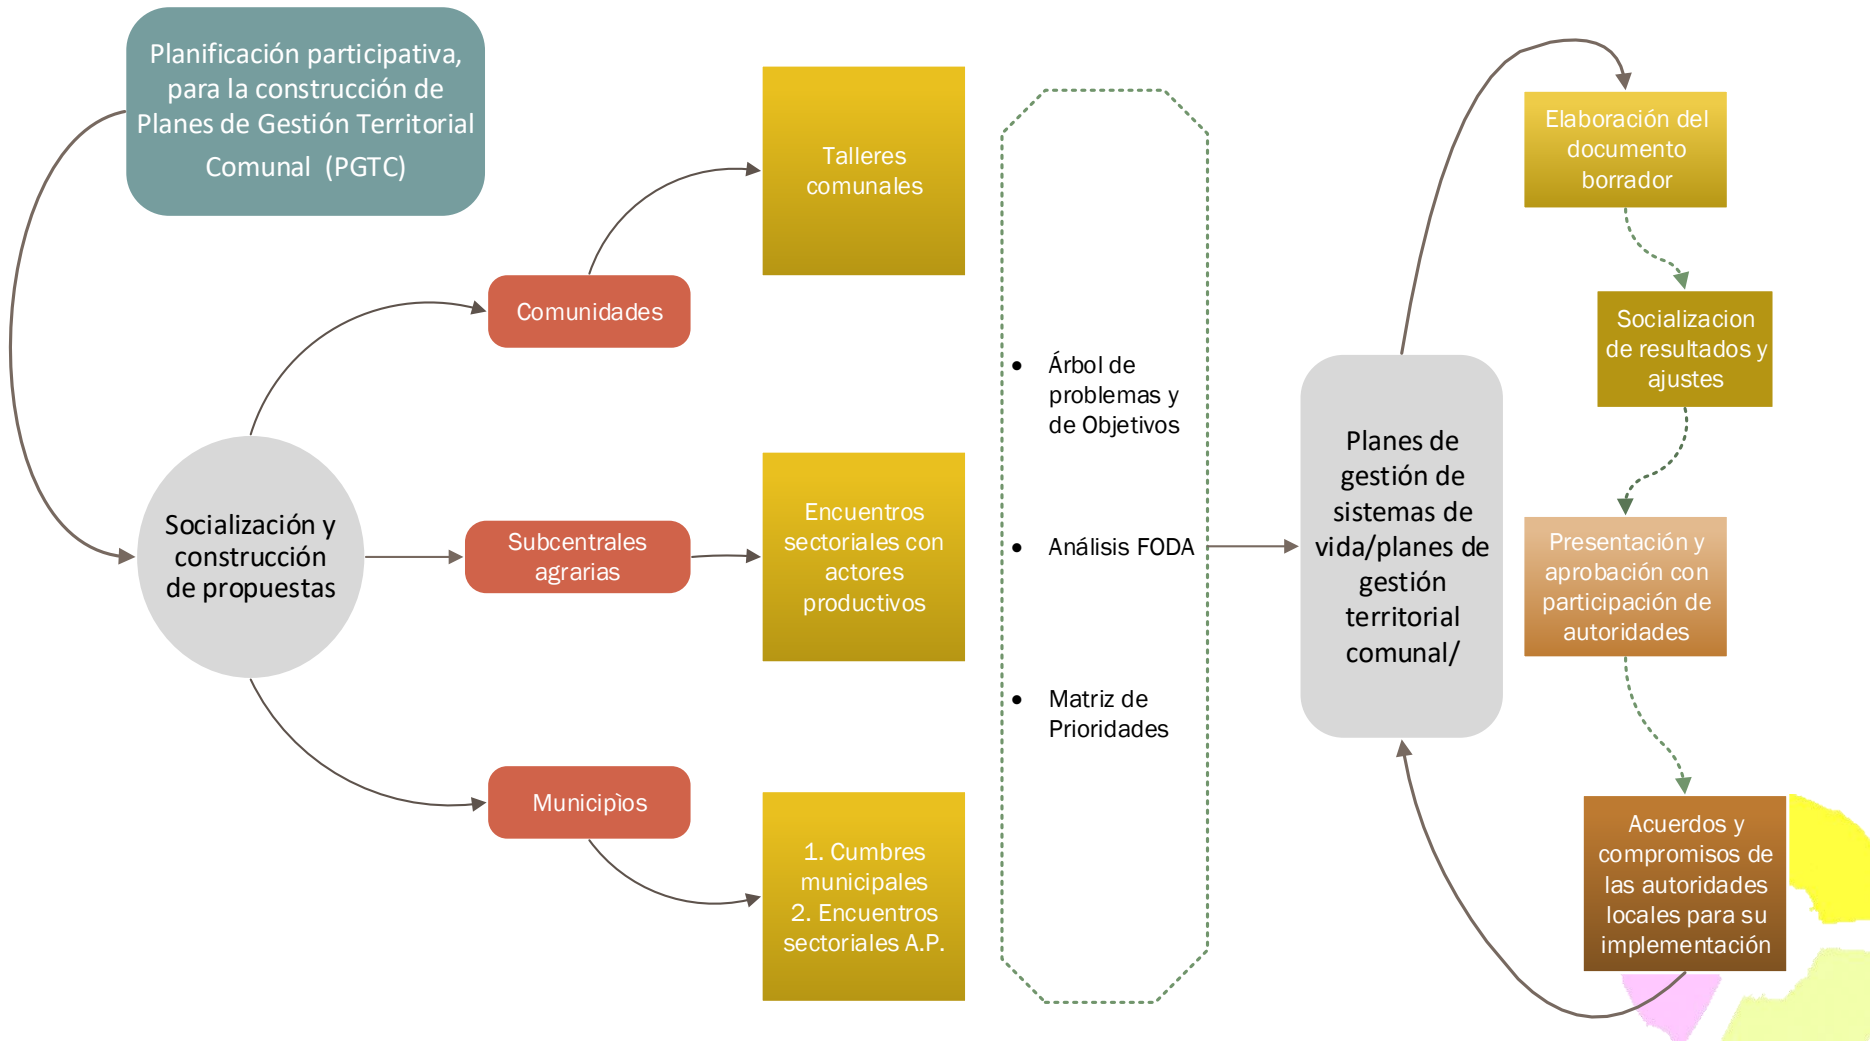 Planificación participativa,
para la construcción de
Planes de Gestión Territorial
Comunal (PGTC)
Socialización y
construcción
de propuestas
Comunidades
Subcentrales
agrarias
Municipìos
Talleres
comunales
Encuentros
sectoriales con
actores
productivos
1. Cumbres
municipales
2. Encuentros
sectoriales A.P.
• Árbol de
problemas y
de Objetivos
• Análisis FODA
• Matriz de
Prioridades
Planes de
gestión de
sistemas de
vida/planes de
gestión
territorial
comunal/
Elaboración del
documento
borrador
Socializacion
de resultados y
ajustes
Presentación y
aprobación con
participación de
autoridades
Acuerdos y
compromisos de
las autoridades
locales para su
implementación